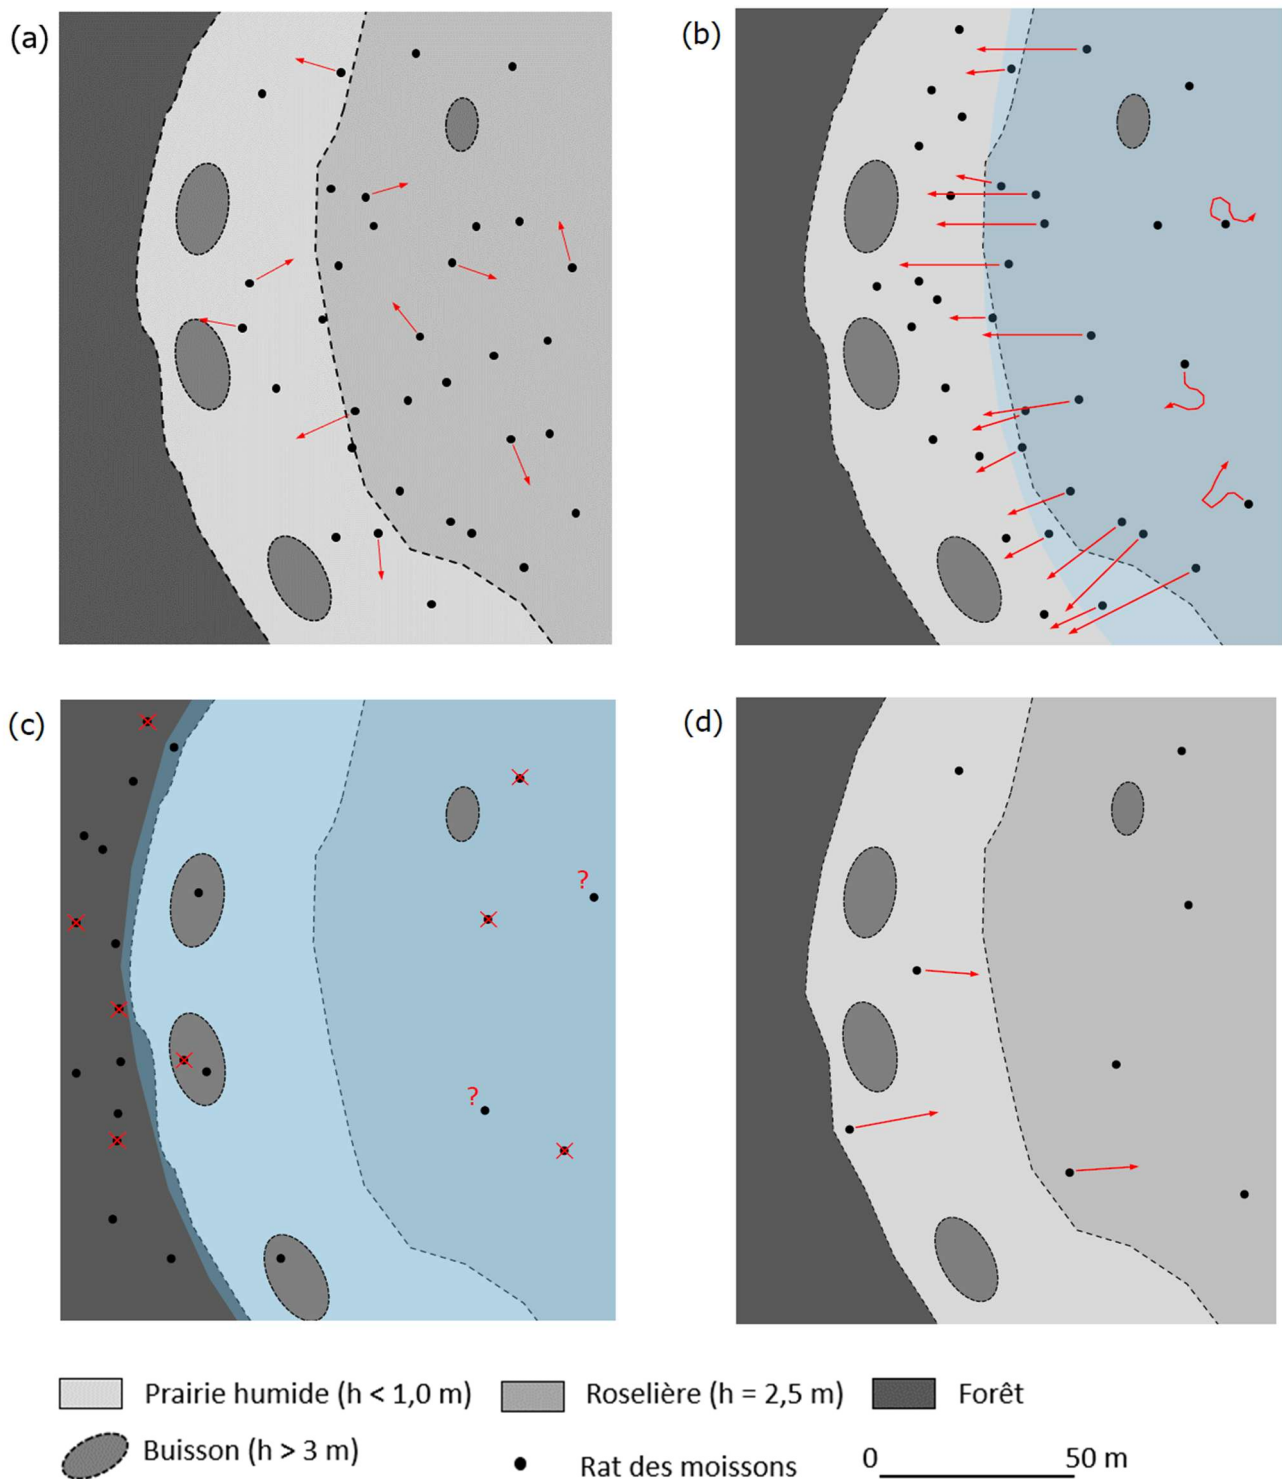 (a)
(b)
(c)
(d)
?
?
Prairie humide (h < 1,0 m)
Roselière (h = 2,5 m)
Forêt
Buisson (h > 3 m)
Rat des moissons
0 50 m